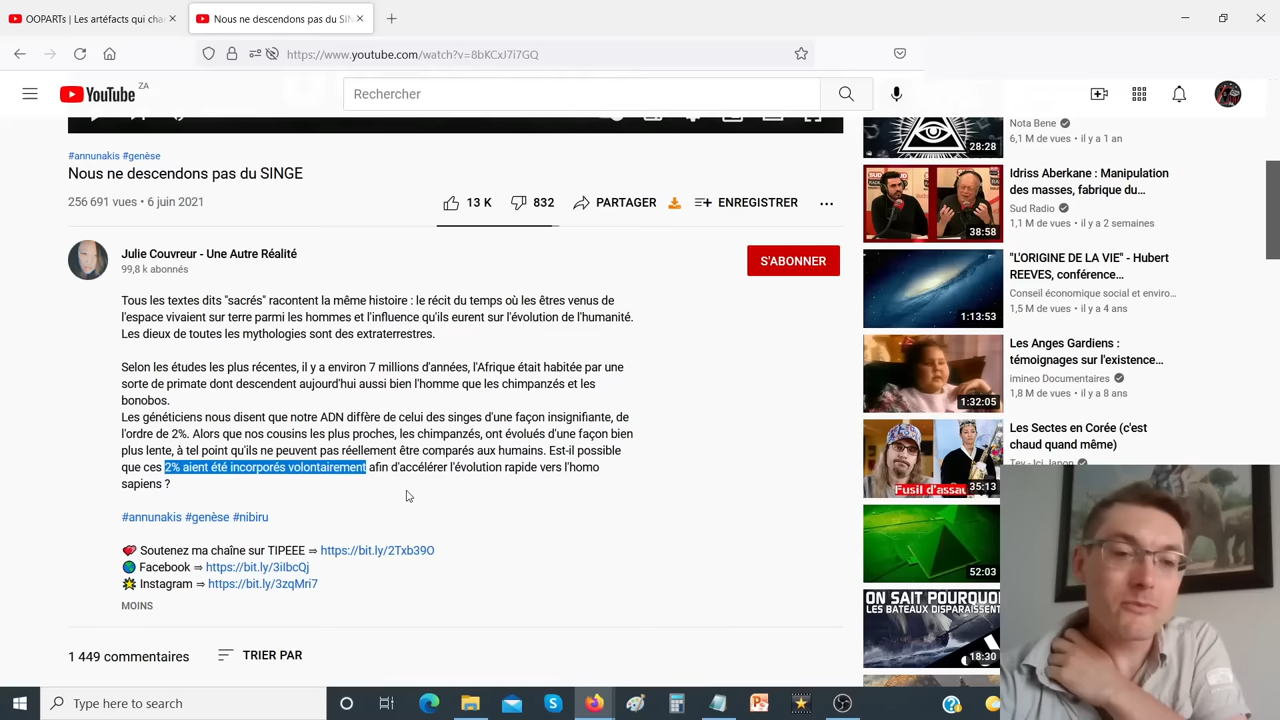 OOPARTs | Les artéfacts qui cha
Nous ne descendons pas du SIN
https://www.youtube.com/watch?v=8bKCxJ7i7GQ
YouTube
ZA
Rechercher
#annunakis #genèse
Nous ne descendons pas du SINGE
256 691 vues • 6 juin 2021
13 K
832
PARTAGER
ENREGISTRER
Julie Couvreur - Une Autre Réalité
99,8 k abonnés
S'ABONNER
Tous les textes dits "sacrés" racontent la même histoire : le récit du temps où les êtres venus de
l'espace vivaient sur terre parmi les hommes et influence qu'ils eurent sur l'évolution de l'humanité.
Les dieux de toutes les mythologies sont des extraterrestres.
Selon les études les plus récentes, il y a environ 7 millions d'années, l'Afrique était habitée par une
sorte de primate dont descendent aujourd'hui aussi bien l'homme que les chimpanzés et les
bonobos.
Les généticiens nous disent que notre ADN diffère de celui des singes d'une façon insignifiante, de
l'ordre de 2%. Alors que nos cousins les plus proches, les chimpanzés, ont évolués d'une façon bien
plus lente, à tel point qu'ils ne peuvent pas réellement être comparés aux humains. Est-il possible
que ces 2% aient été incorporés volontairement afin d'accélérer l'évolution rapide vers l'homo
sapiens ?
#annunakis #genèse #nibiru
Soutenez ma chaîne sur TIPEEE ⇒ https://bit.ly/2Txb39O
Facebook ⇒ https://bit.ly/3iIbcQj
Instagram ⇒ https://bit.ly/3zqMri7
MOINS
1 449 commentaires
TRIER PAR
Nota Bene
6,1 M de vues • il y a 1 an
28:28
Idriss Aberkane : Manipulation
des masses, fabrique du...
Sud Radio
1,1 M de vues • il y a 2 semaines
38:58
"L'ORIGINE DE LA VIE" - Hubert
REEVES, conférence...
Conseil économique social et enviro...
1,5 M de vues • il y a 4 ans
1:13:53
Les Anges Gardiens :
témoignages sur l'existence...
imineo Documentaires
1,8 M de vues • il y a 8 ans
1:32:05
Les Sectes en Corée (c'est
chaud quand même)
Fusil d'assau
35:13
52:03
ON SAIT POURQUO
LES BATEAUX DISPARAISSENT
18:30
Type here to search